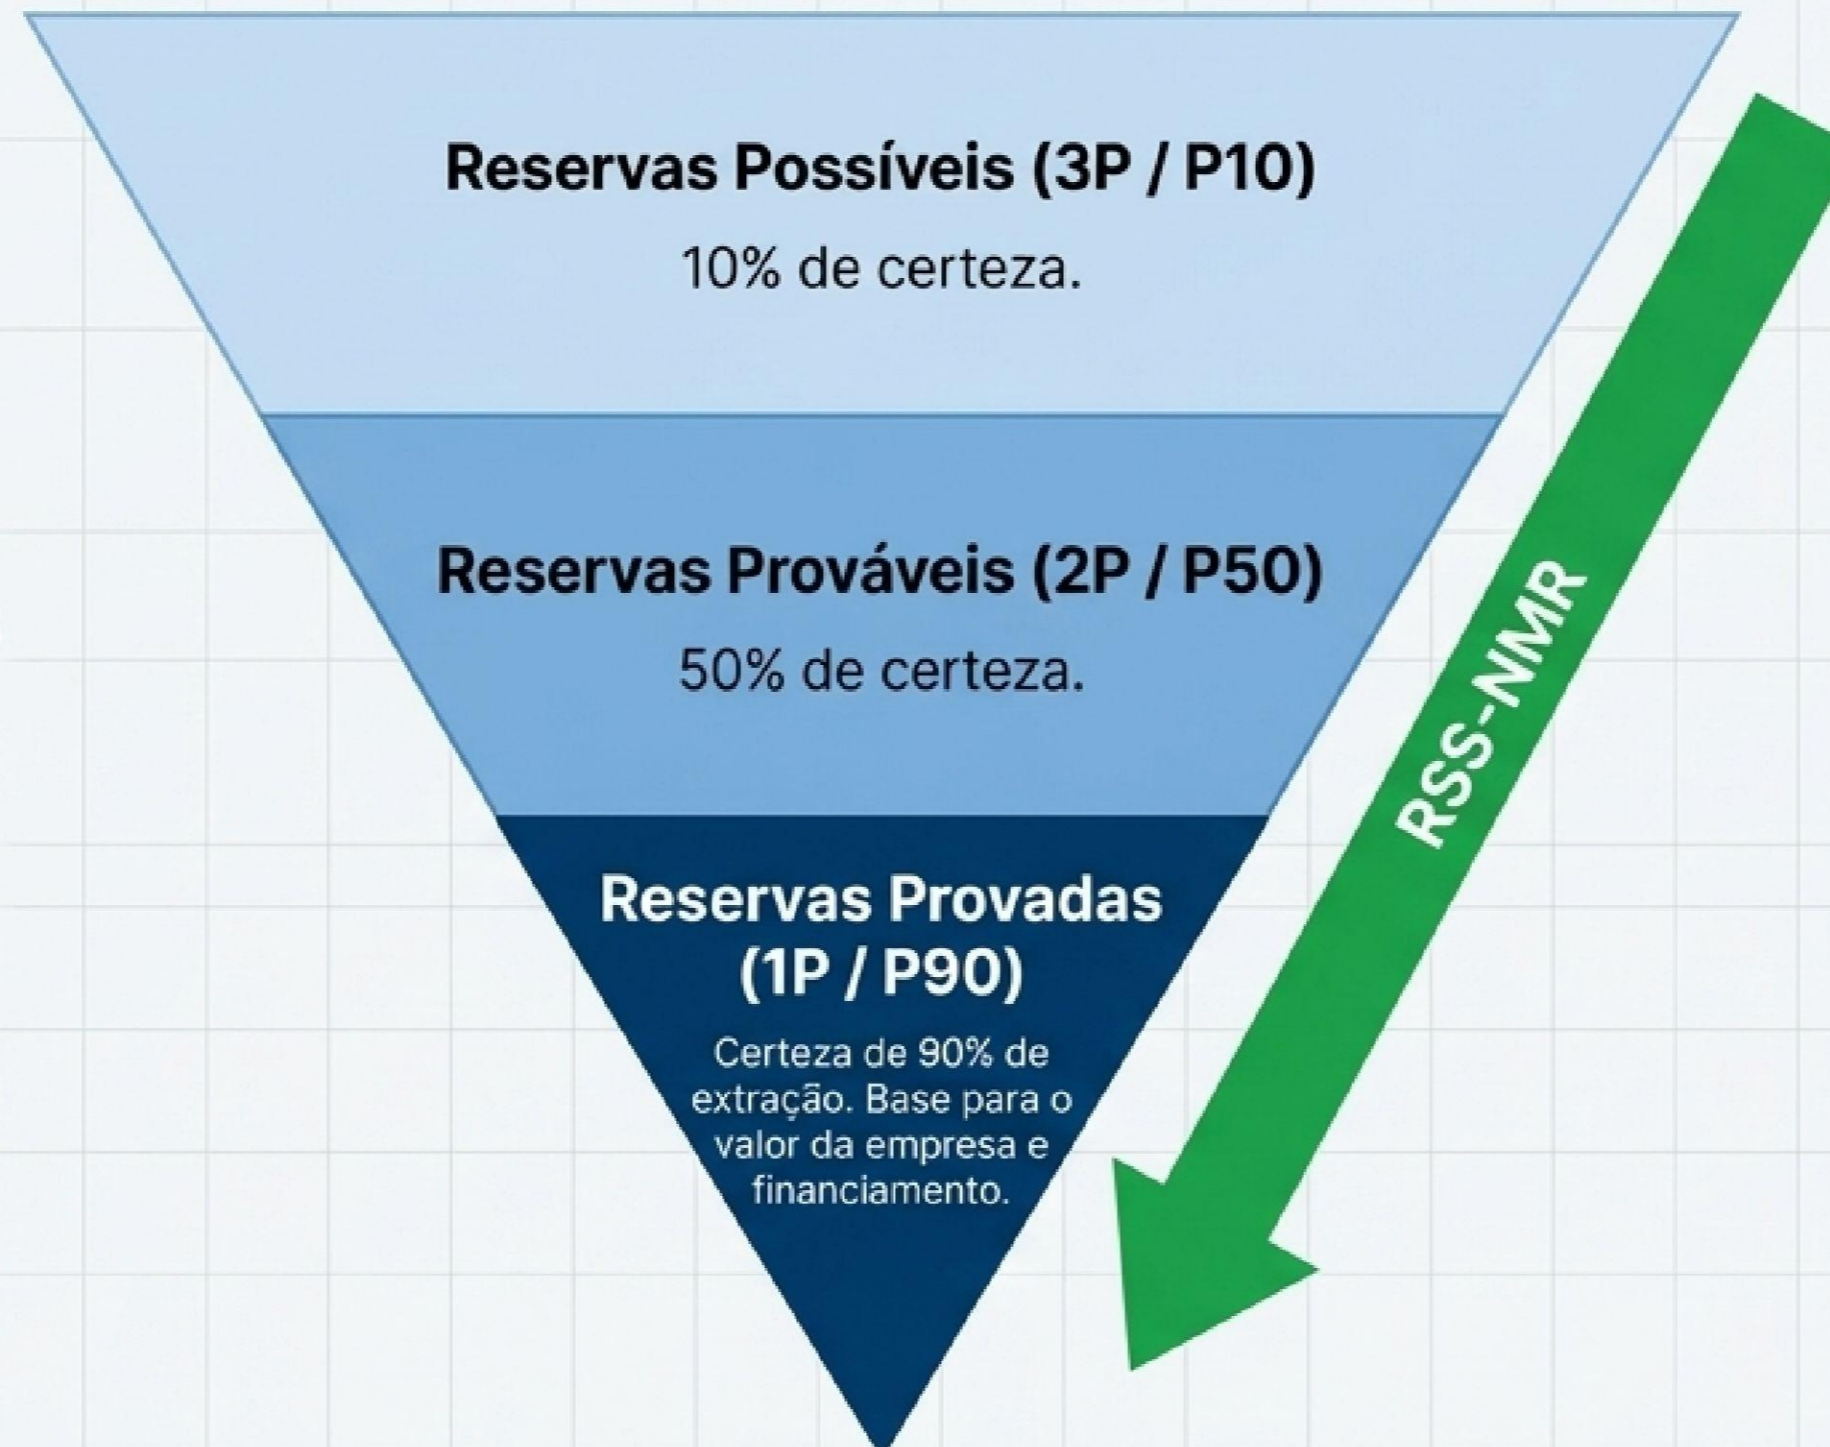 Reservas Possíveis (3P / P10)
10% de certeza.
Reservas Prováveis (2P / P50)
50% de certeza.
RSS-NMR
Reservas Provadas
(1P / P90)
Certeza de 90% de
extração. Base para o
valor da empresa e
financiamento.